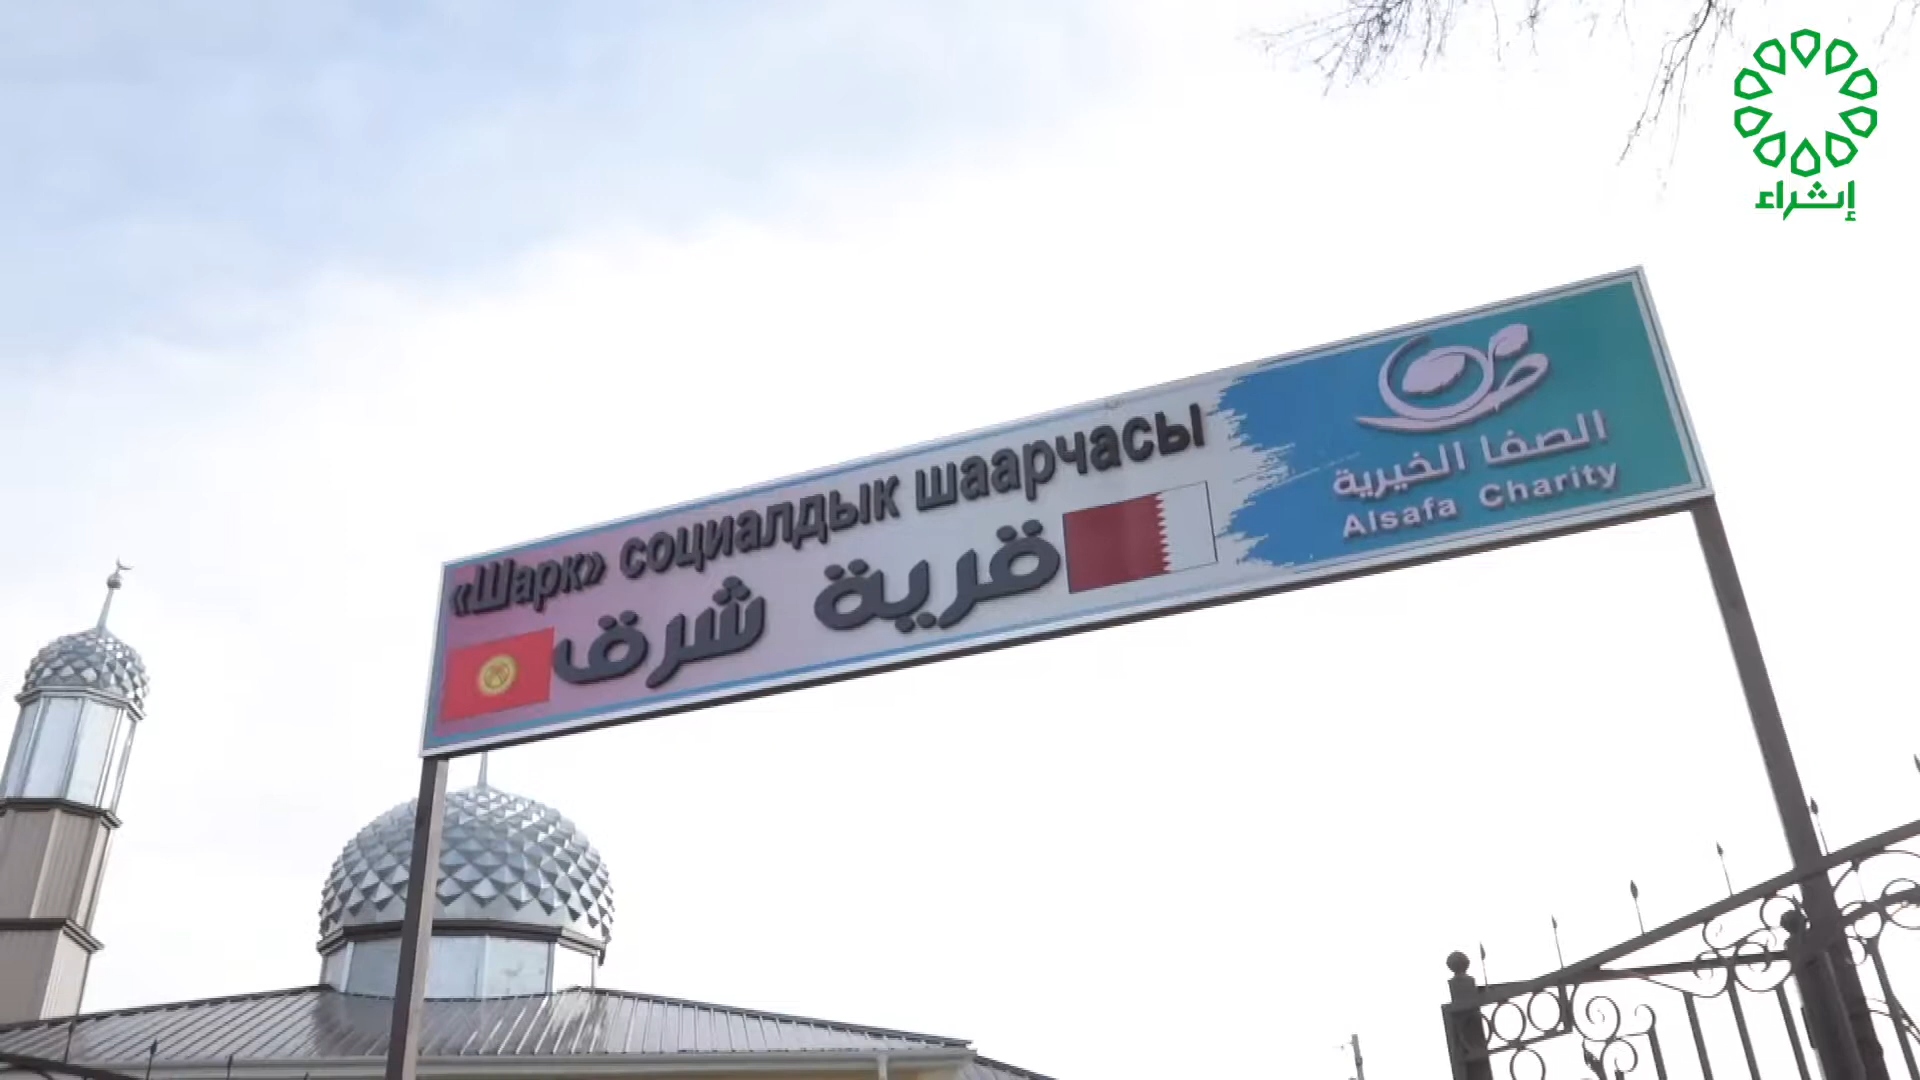 إثراء
«Шарк» социалдык шаарчасы
قرية شرق
الصفا الخيرية
Alsafa Charity